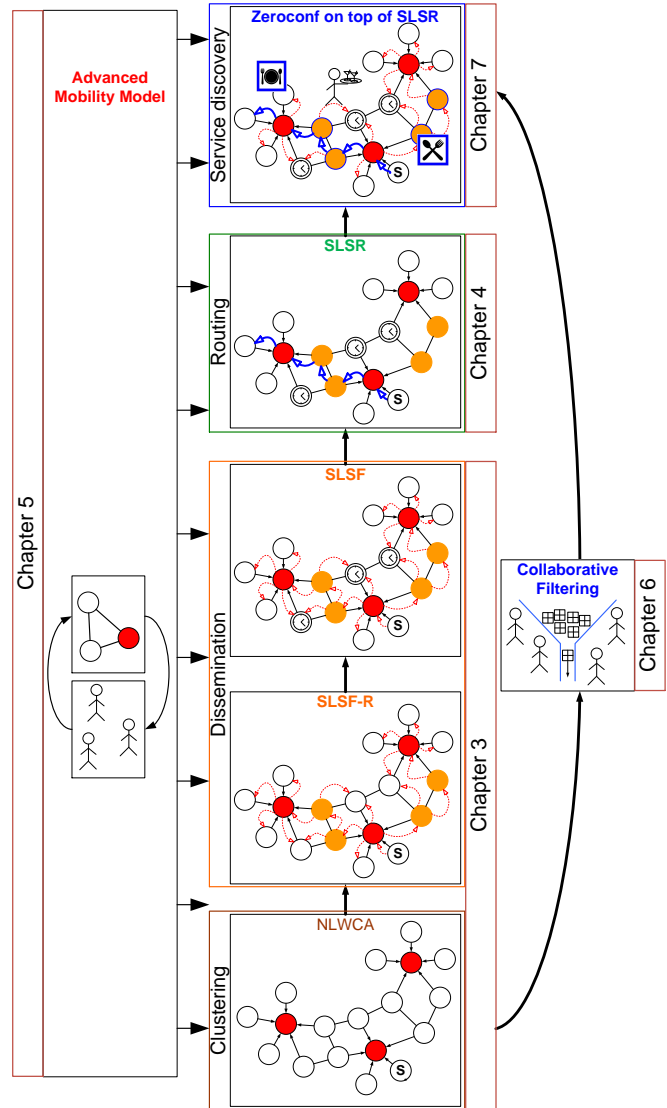 Chapter 5
Advanced
Mobility Model
Service discovery
Zeroconf on top of SLSR
S
Chapter 7
Routing
SLSR
S
Chapter 4
Dissemination
SLSF
S
SLSF-R
S
Chapter 3
Clustering
NLWCA
S
Collaborative
Filtering
Chapter 6